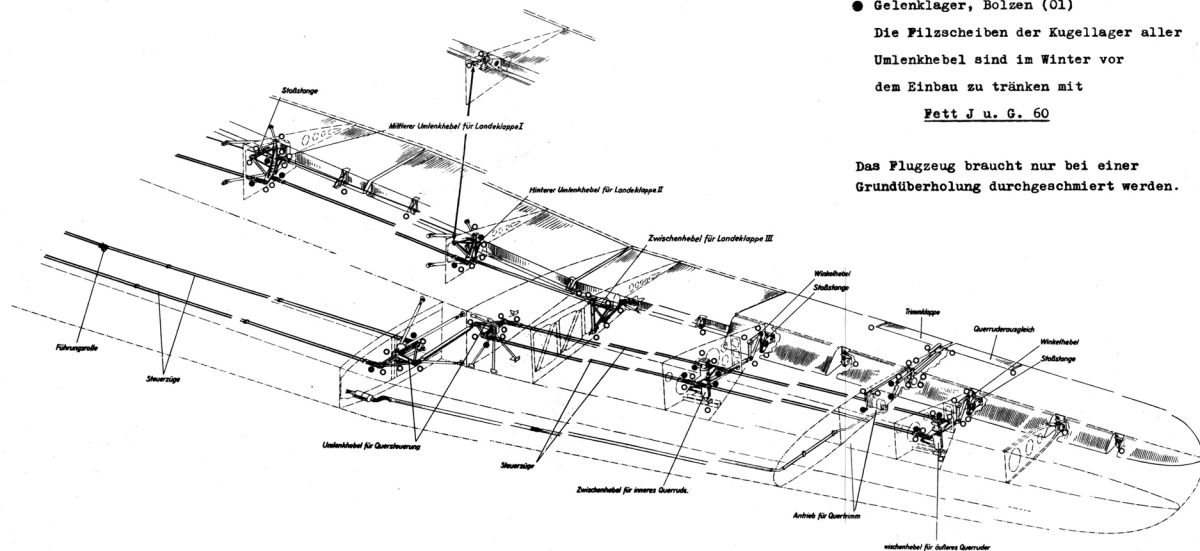 ● Gelenklager, Bolzen (Ol)
Die Filzscheiben der Kugellager aller
Umlenkhebel sind im Winter vor
dem Einbau zu tränken mit
Fett J u. G. 60
Das Flugzeug braucht nur bei einer
Grundüberholung durchgeschmiert werden.
Stoßstange
Mittlerer Umlenkhebel für Landeklappe I
Hinterer Umlenkhebel für Landeklappe II
Zwischenhebel für Landeklappe III
Winkelhebel
Stoßstange
Trimmklappe
Querruderausgleich
Winkelhebel
Stoßstange
Führungsrolle
Steuerzüge
Umlenkhebel für Quersteuerung
Steuerzüge
Zwischenhebel für inneres Querrude.
Antrieb für Quertrimm
wischenhebel für äußeres Querruder